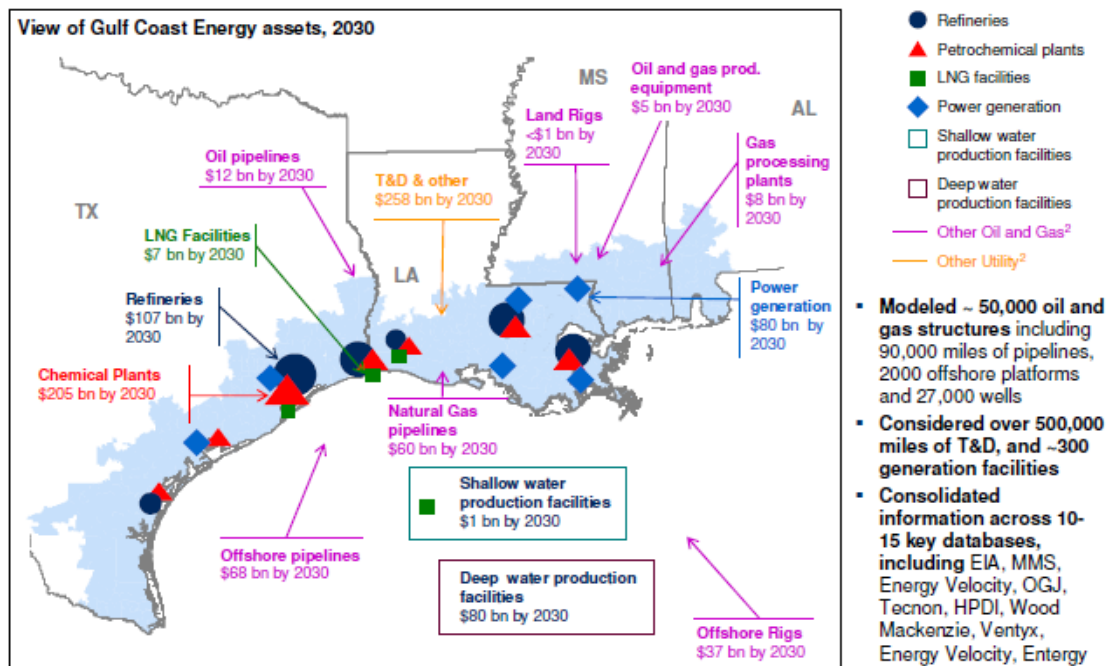 View of Gulf Coast Energy assets, 2030
MS
Oil and gas prod.
equipment
$5 bn by 2030
AL
Land Rigs
<$1 bn by
2030
Gas
processing
plants
$8 bn by
2030
Oil pipelines
$12 bn by 2030
T&D & other
$258 bn by 2030
TX
LNG Facilities
$7 bn by 2030
LA
Refineries
$107 bn by
2030
Power
generation
$80 bn by
2030
Chemical Plants
$205 bn by 2030
Natural Gas
pipelines
$60 bn by 2030
Shallow water
production facilities
$1 bn by 2030
Offshore pipelines
$68 bn by 2030
Deep water production
facilities
$80 bn by 2030
Offshore Rigs
$37 bn by 2030
Refineries
Petrochemical plants
LNG facilities
Power generation
Shallow water
production facilities
Deep water
production facilities
Other Oil and Gas2
Other Utility2
▪ Modeled ~ 50,000 oil and
gas structures including
90,000 miles of pipelines,
2000 offshore platforms
and 27,000 wells
▪ Considered over 500,000
miles of T&D, and ~300
generation facilities
▪ Consolidated
information across 10-
15 key databases,
including EIA, MMS,
Energy Velocity, OGJ,
Tecnon, HPDI, Wood
Mackenzie, Ventyx,
Energy Velocity, Entergy